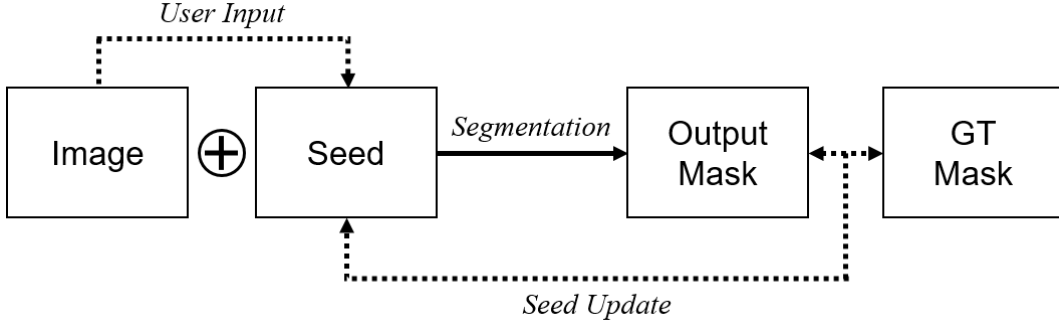 User Input
Image
Seed
Segmentation
Output
Mask
GT
Mask
Seed Update